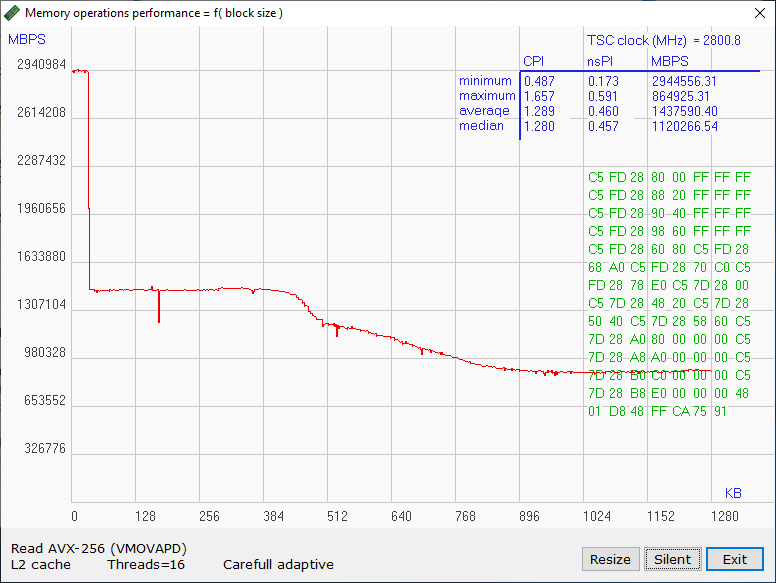 Memory operations performance = f( block size )
MBPS
TSC clock (MHz) = 2800.8
CPI nsPI MBPS
minimum 0.487 0.173 2944556.31
maximum 1.657 0.591 864925.31
average 1.289 0.460 1437590.40
median 1.280 0.457 1120266.54
2940984
2614208
2287432
1960656
1633880
1307104
980328
653552
326776
C5 FD 28 80 00 FF FF FF
C5 FD 28 88 20 FF FF FF
C5 FD 28 90 40 FF FF FF
C5 FD 28 98 60 FF FF FF
C5 FD 28 60 80 C5 FD 28
68 A0 C5 FD 28 70 C0 C5
FD 28 78 E0 C5 7D 28 00
C5 7D 28 48 20 C5 7D 28
50 40 C5 7D 28 58 60 C5
7D 28 A0 80 00 00 00 C5
7D 28 A8 A0 00 00 00 C5
7D 28 B0 C0 00 00 00 C5
7D 28 B8 E0 00 00 00 48
01 D8 48 FF CA 75 91
KB
0 128 256 384 512 640 768 896 1024 1152 1280
Read AVX-256 (VMOVAPD)
L2 cache Threads=16 Carefull adaptive
Resize Silent Exit